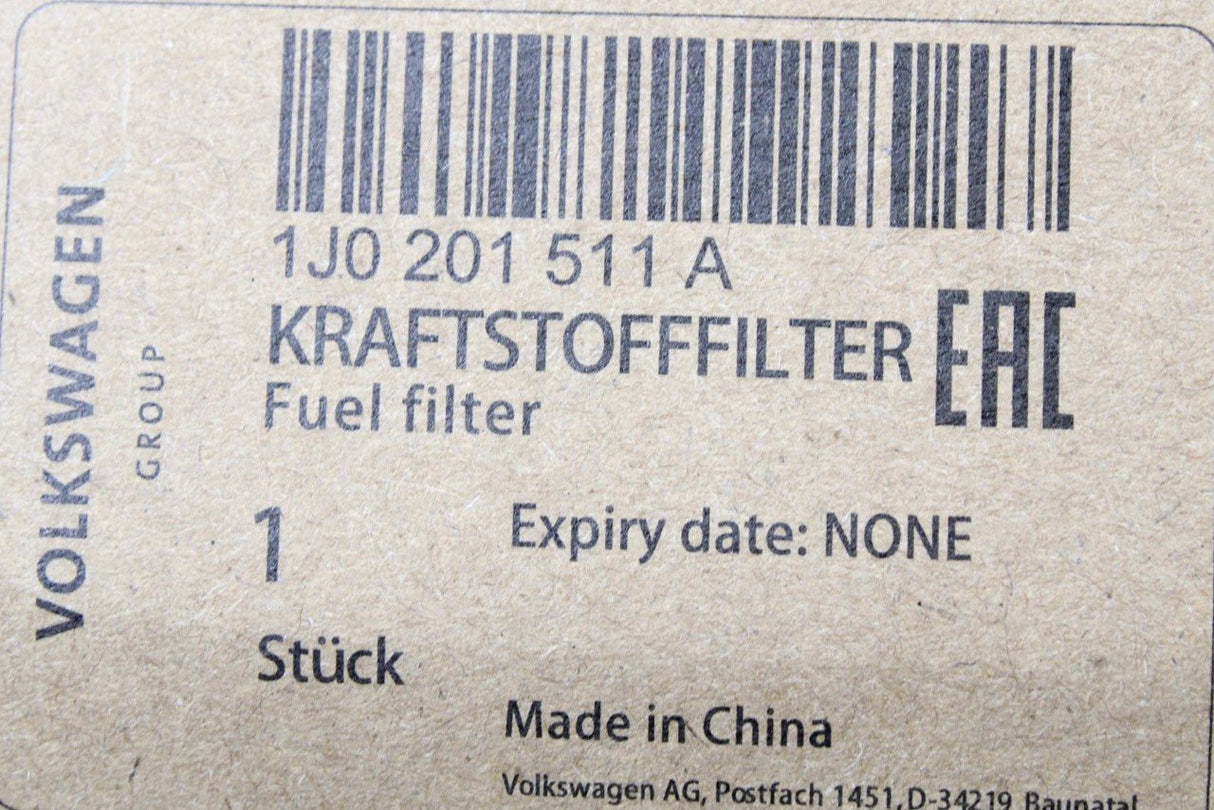 VOLKSWAGEN
GROUP
1J0 201 511 A
KRAFTSTOFFFILTER
EAC
Fuel filter
1
Expiry date: NONE
Stück
Made in China
Volkswagen AG, Postfach 1451, D-34219 Baunatal